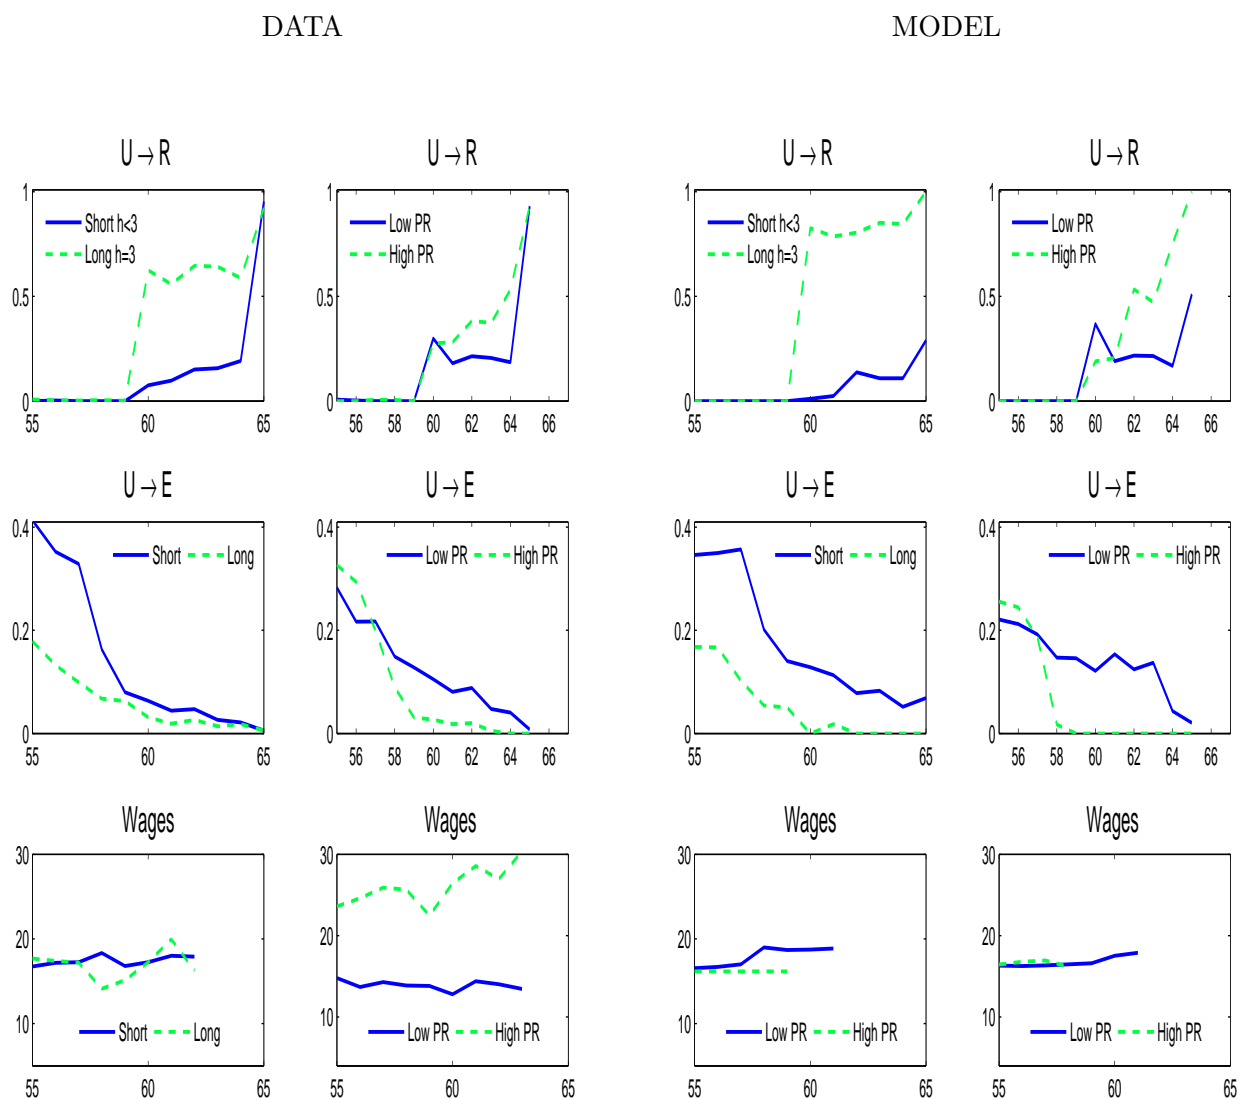 DATA
MODEL
U → R
U → R
U → R
U → R
1
0.5
0
55
60
65
Short h<3
Long h=3
1
0.5
0
56 58 60 62 64 66
Low PR
High PR
1
0.5
0
55
60
65
Short h<3
Long h=3
1
0.5
0
56 58 60 62 64 66
Low PR
High PR
U → E
U → E
U → E
U → E
0.4
0.2
0
55
60
65
Short Long
0.4
0.2
0
56 58 60 62 64 66
Low PR High PR
0.4
0.2
0
55
60
65
Short Long
0.4
0.2
0
56 58 60 62 64 66
Low PR High PR
Wages
Wages
Wages
Wages
30
20
10
55
60
65
Short Long
30
20
10
55
60
65
Low PR High PR
30
20
10
55
60
65
Low PR High PR
30
20
10
55
60
65
Low PR High PR